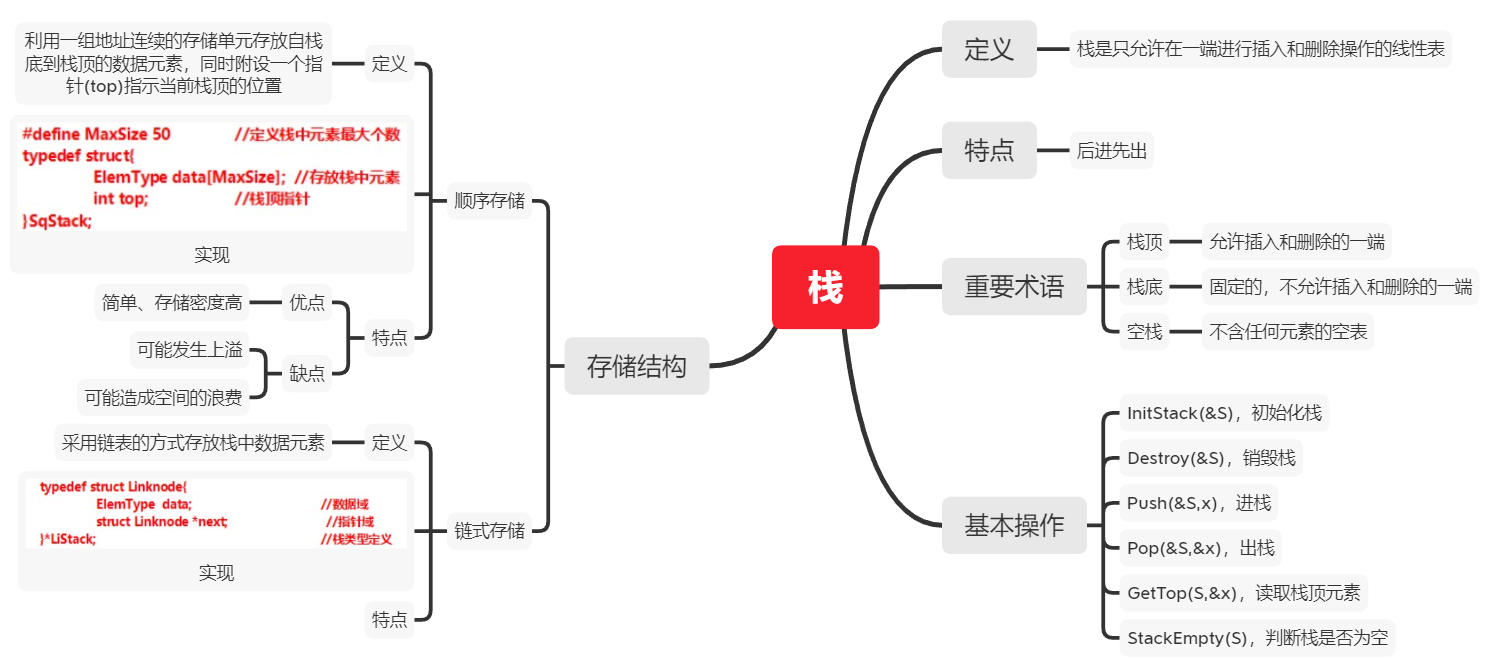 栈
定义
栈是只允许在一端进行插入和删除操作的线性表
特点
后进先出
重要术语
栈顶
允许插入和删除的一端
栈底
固定的，不允许插入和删除的一端
空栈
不含任何元素的空表
基本操作
InitStack(&S)，初始化栈
Destroy(&S)，销毁栈
Push(&S,x)，进栈
Pop(&S,&x)，出栈
GetTop(S,&x)，读取栈顶元素
StackEmpty(S)，判断栈是否为空
存储结构
顺序存储
定义
利用一组地址连续的存储单元存放自栈
底到栈顶的数据元素，同时附设一个指
针(top)指示当前栈顶的位置
#define MaxSize 50 //定义栈中元素最大个数
typedef struct{
ElemType data[MaxSize]; //存放栈中元素
int top; //栈顶指针
}SqStack;
实现
特点
优点
简单、存储密度高
缺点
可能发生上溢
可能造成空间的浪费
链式存储
定义
采用链表的方式存放栈中数据元素
typedef struct Linknode{
ElemType data; //数据域
struct Linknode *next; //指针域
}*LiStack; //栈类型定义
实现
特点